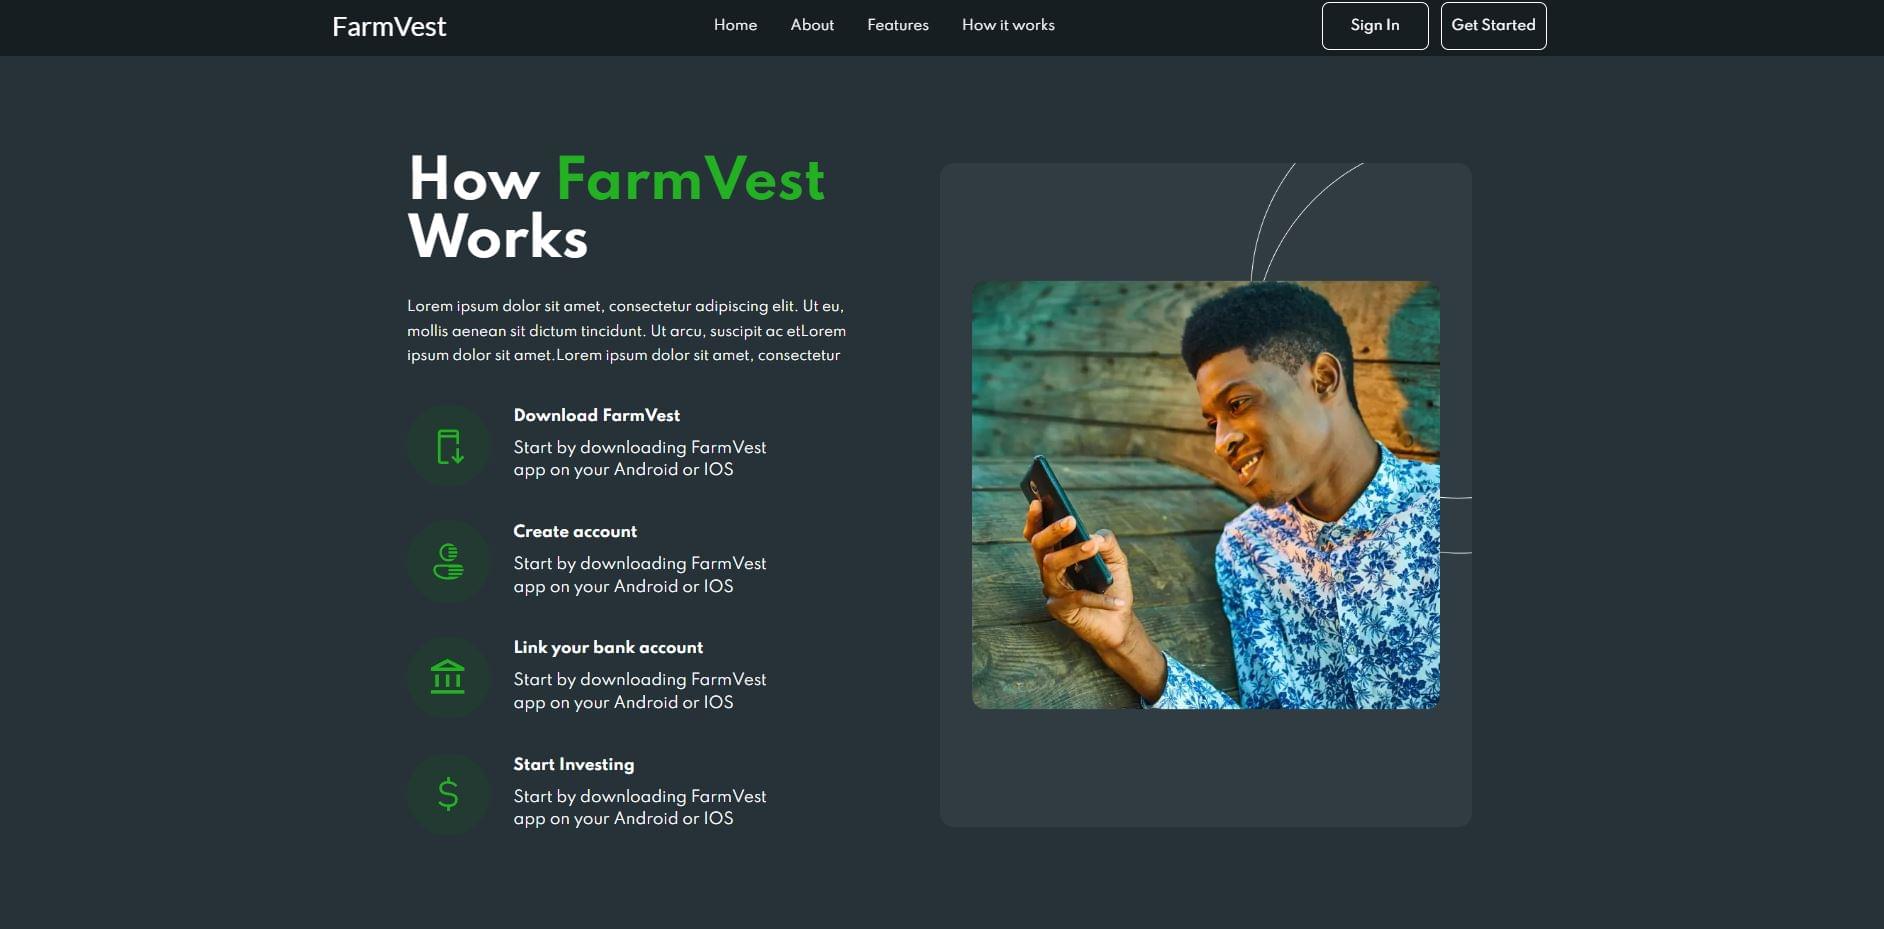 FarmVest
Home About Features How it works
Sign In Get Started
How FarmVest
Works
Lorem ipsum dolor sit amet, consectetur adipiscing elit. Ut eu,
mollis aenean sit dictum tincidunt. Ut arcu, suscipit ac etLorem
ipsum dolor sit amet.Lorem ipsum dolor sit amet, consectetur
Download FarmVest
Start by downloading FarmVest
app on your Android or IOS
Create account
Start by downloading FarmVest
app on your Android or IOS
Link your bank account
Start by downloading FarmVest
app on your Android or IOS
Start Investing
Start by downloading FarmVest
app on your Android or IOS